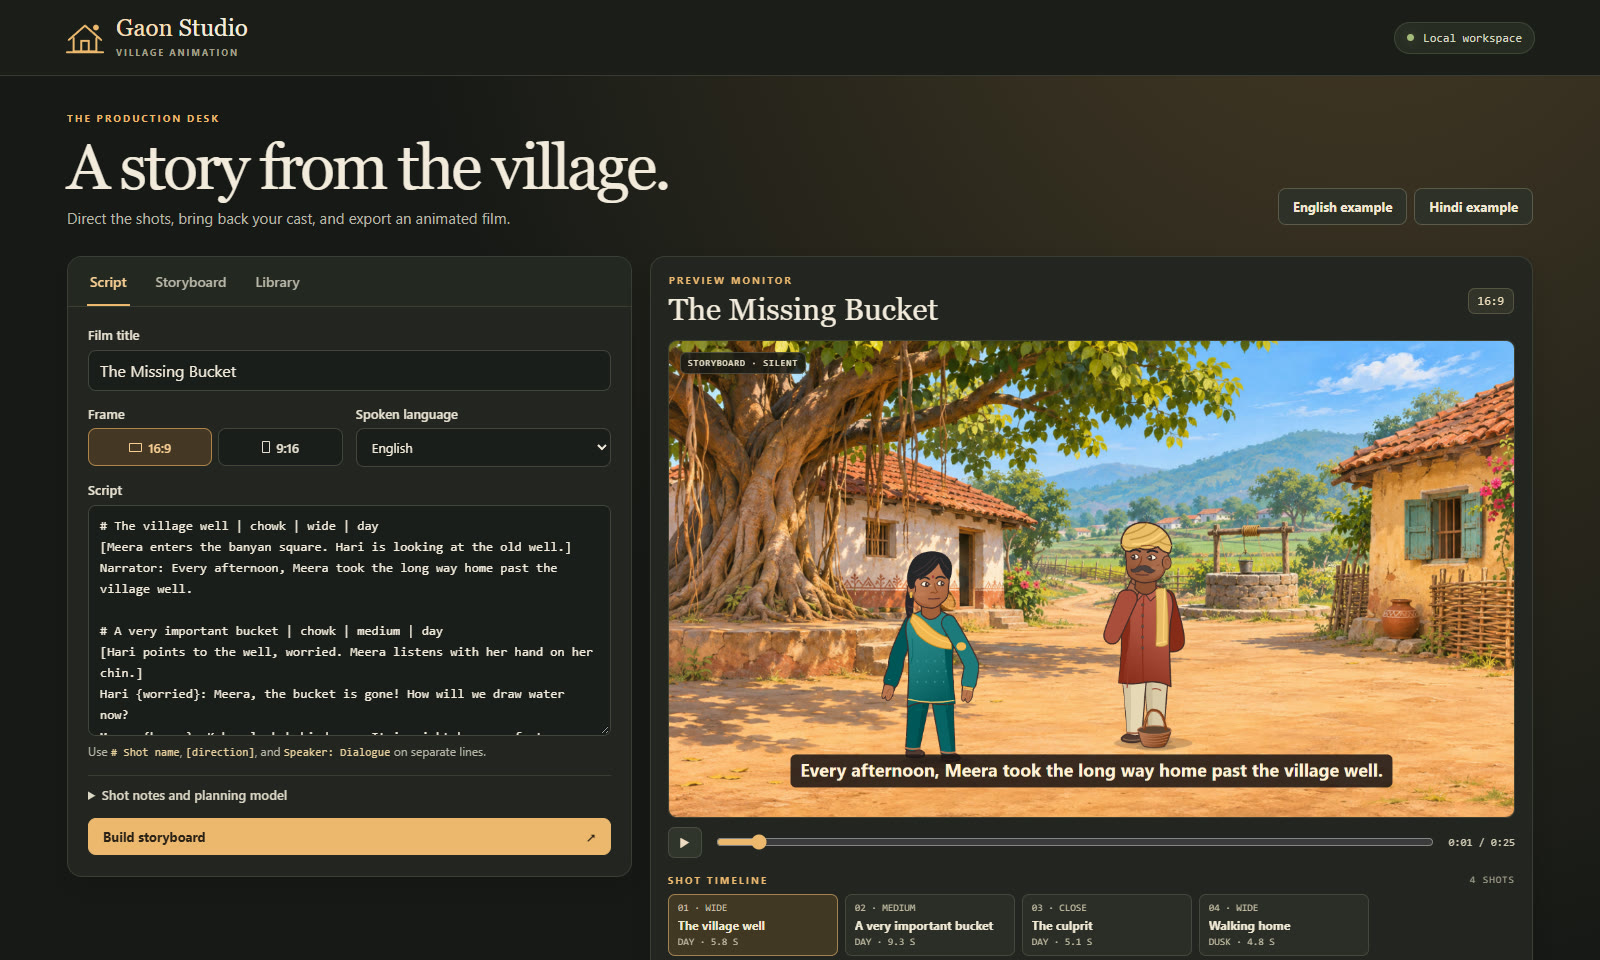 Gaon Studio
VILLAGE ANIMATION
Local workspace
THE PRODUCTION DESK
A story from the village.
Direct the shots, bring back your cast, and export an animated film.
English example
Hindi example
Script
Storyboard
Library
Film title
The Missing Bucket
Frame
Spoken language
16:9
9:16
English
Script
# The village well | chowk | wide | day
[Meera enters the banyan square. Hari is looking at the old well.]
Narrator: Every afternoon, Meera took the long way home past the
village well.
# A very important bucket | chowk | medium | day
[Hari points to the well, worried. Meera listens with her hand on her
chin.]
Hari {worried}: Meera, the bucket is gone! How will we draw water
now?
Use # Shot name, [direction], and Speaker: Dialogue on separate lines.
Shot notes and planning model
Build storyboard
PREVIEW MONITOR
The Missing Bucket
16:9
STORYBOARD · SILENT
Every afternoon, Meera took the long way home past the village well.
0:01 / 0:25
SHOT TIMELINE
4 SHOTS
01 · WIDE
The village well
DAY · 5.8 S
02 · MEDIUM
A very important bucket
DAY · 9.3 S
03 · CLOSE
The culprit
DAY · 5.1 S
04 · WIDE
Walking home
DUSK · 4.8 S